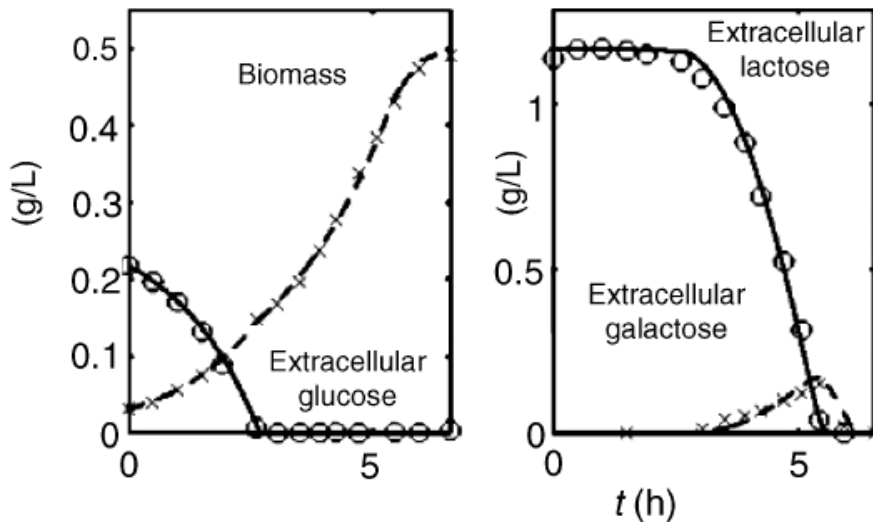 0.5
0.4
0.3
0.2
0.1
0
(g/L)
Biomass
Extracellular
glucose
0
5
1
0.5
0
(g/L)
Extracellular
lactose
Extracellular
galactose
0
5
t (h)